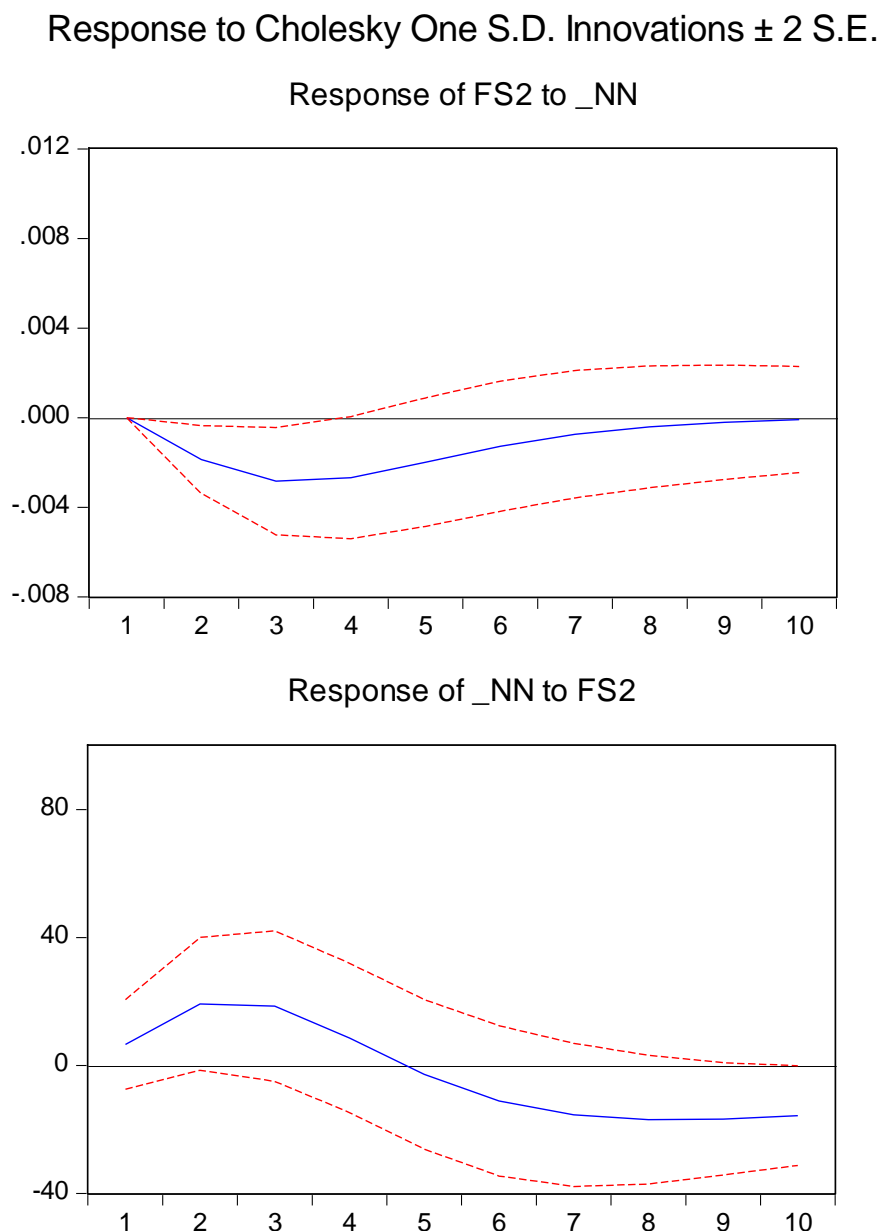 Response to Cholesky One S.D. Innovations ± 2 S.E.
Response of FS2 to _NN
.012
.008
.004
.000
-.004
-.008
1 2 3 4 5 6 7 8 9 10
Response of _NN to FS2
80
40
0
-40
1 2 3 4 5 6 7 8 9 10